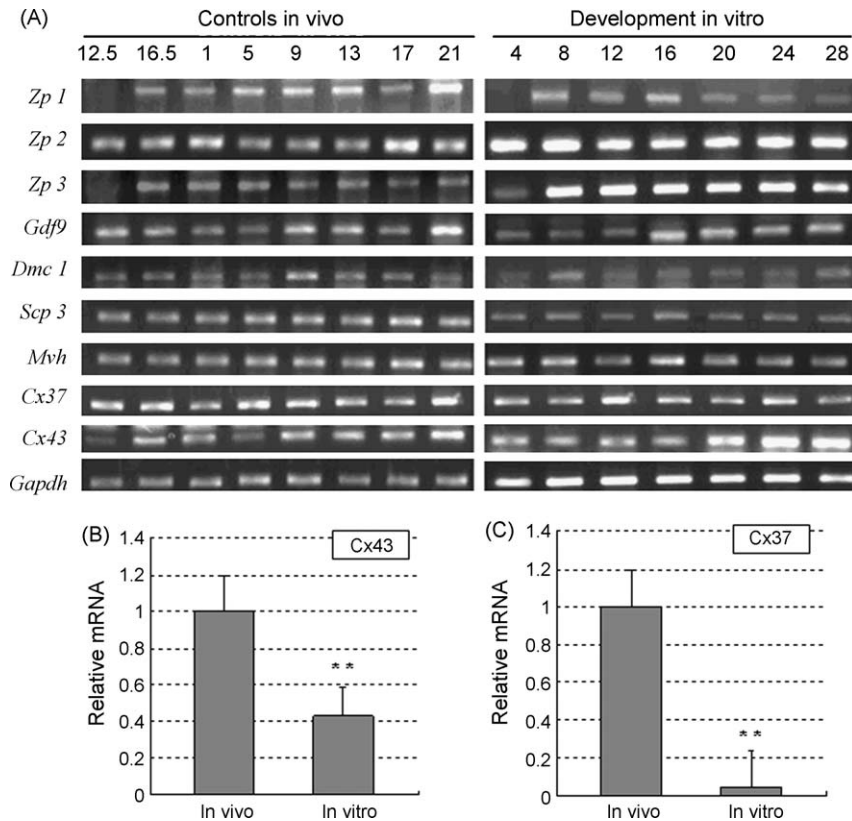 (A) Controls in vivo Development in vitro
12.5 16.5 1 5 9 13 17 21 4 8 12 16 20 24 28
Zp 1
Zp 2
Zp 3
Gdf9
Dmc 1
Scp 3
Mvh
Cx37
Cx43
Gapdh
(B)
Cx43
Relative mRNA
1.4
1.2
1
0.8
0.6
0.4
0.2
0
**
In vivo In vitro
(C)
Cx37
Relative mRNA
1.4
1.2
1
0.8
0.6
0.4
0.2
0
**
In vivo In vitro